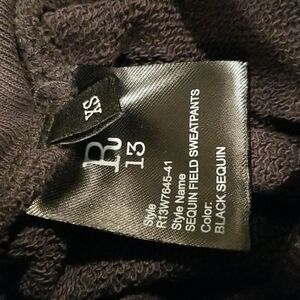 XS
R
13
Style
R13W7645-41
Style Name
SEQUIN FIELD SWEATPANTS
Color:
BLACK SEQUIN